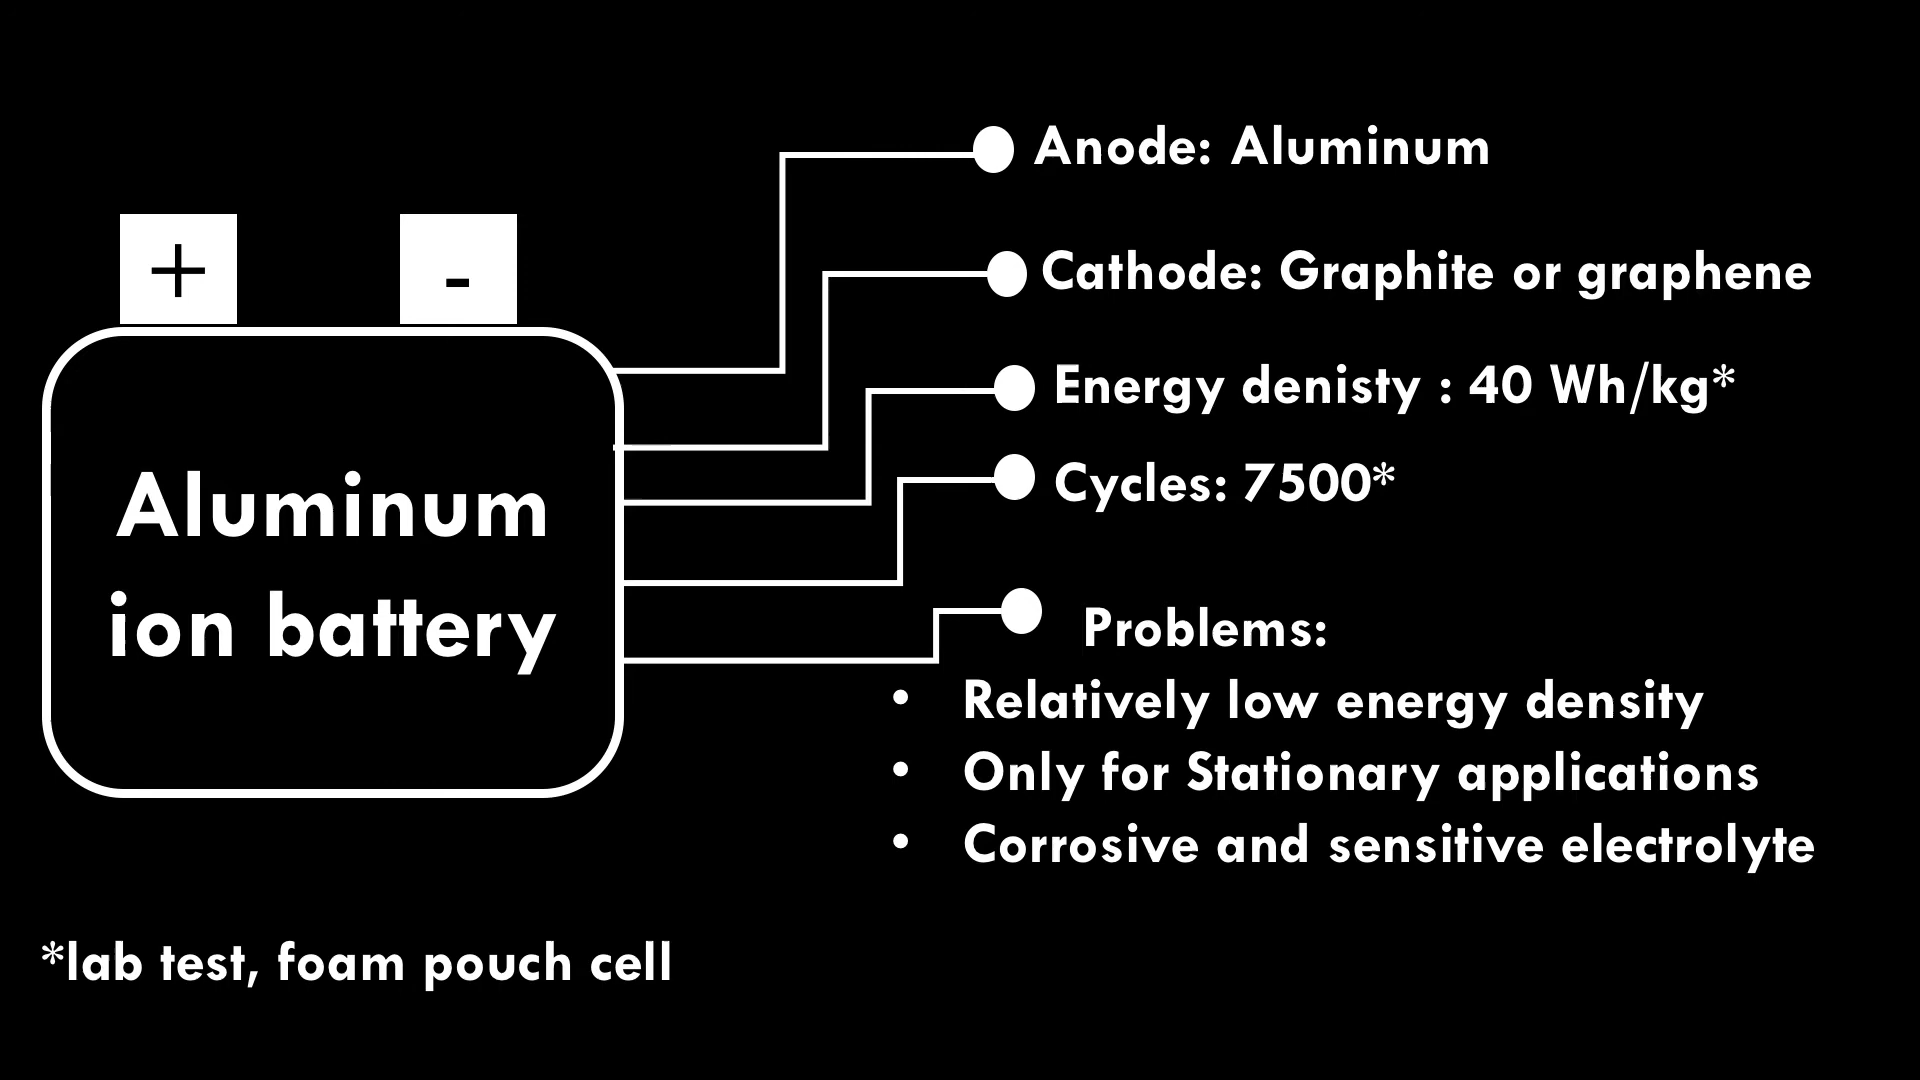 Anode: Aluminum
Cathode: Graphite or graphene
+ -
Energy denisty : 40 Wh/kg*
Cycles: 7500*
Aluminum
ion battery
Problems:
• Relatively low energy density
• Only for Stationary applications
• Corrosive and sensitive electrolyte
*lab test, foam pouch cell